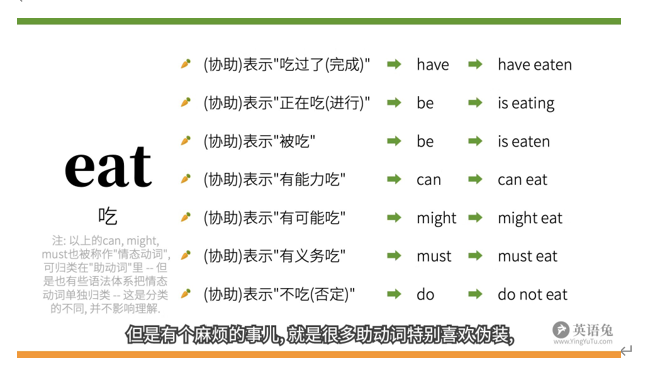 (协助)表示"吃过了(完成)" have have eaten
(协助)表示"正在吃(进行)" be is eating
(协助)表示"被吃" be is eaten
(协助)表示"有能力吃" can can eat
(协助)表示"有可能吃" might might eat
(协助)表示"有义务吃" must must eat
(协助)表示"不吃(否定)" do do not eat
eat
吃
注: 以上的can, might,
must也被称作"情态动词",
可归类在"助动词"里 -- 但
是也有些语法体系把情态
动词单独归类 -- 这是分类
的不同, 并不影响理解.
但是有个麻烦的事儿, 就是很多助动词特别喜欢伪装,
英语兔
www.YingYuTu.com